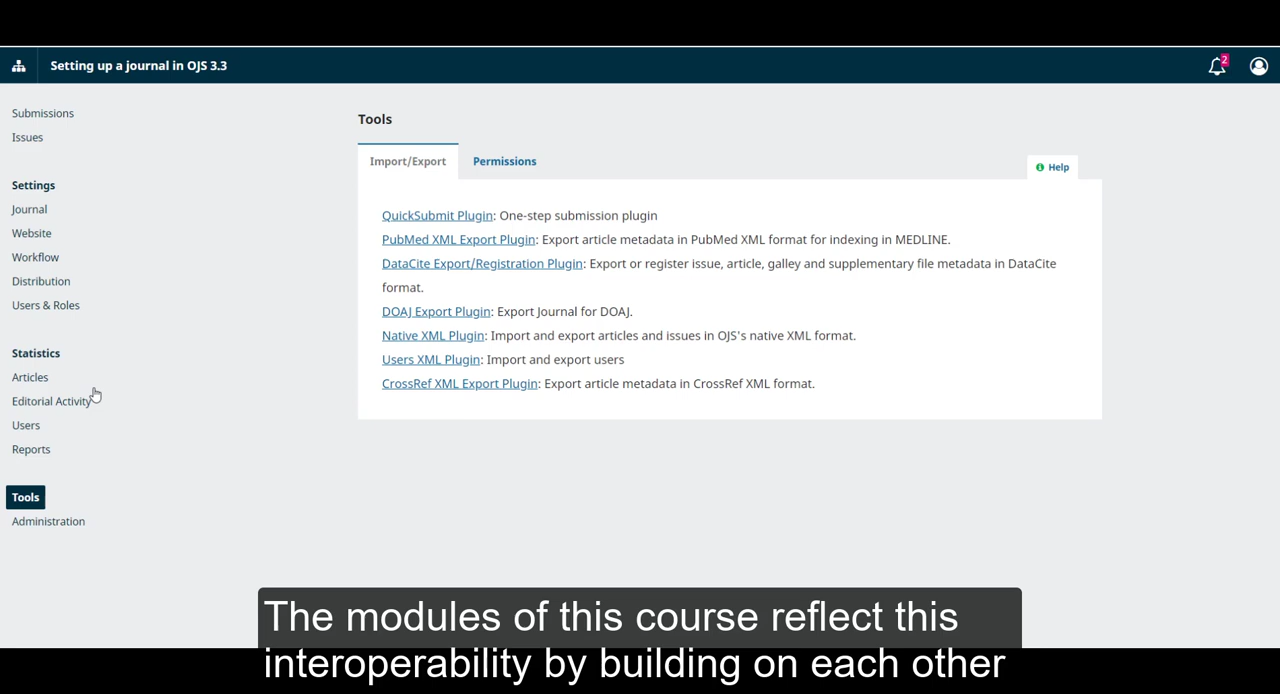 Setting up a journal in OJS 3.3
2
Submissions
Issues
Settings
Journal
Website
Workflow
Distribution
Users & Roles
Statistics
Articles
Editorial Activity
Users
Reports
Tools
Administration
Tools
Import/Export
Permissions
Help
QuickSubmit Plugin: One-step submission plugin
PubMed XML Export Plugin: Export article metadata in PubMed XML format for indexing in MEDLINE.
DataCite Export/Registration Plugin: Export or register issue, article, galley and supplementary file metadata in DataCite
format.
DOAJ Export Plugin: Export Journal for DOAJ.
Native XML Plugin: Import and export articles and issues in OJS's native XML format.
Users XML Plugin: Import and export users
CrossRef XML Export Plugin: Export article metadata in CrossRef XML format.
The modules of this course reflect this
interoperability by building on each other